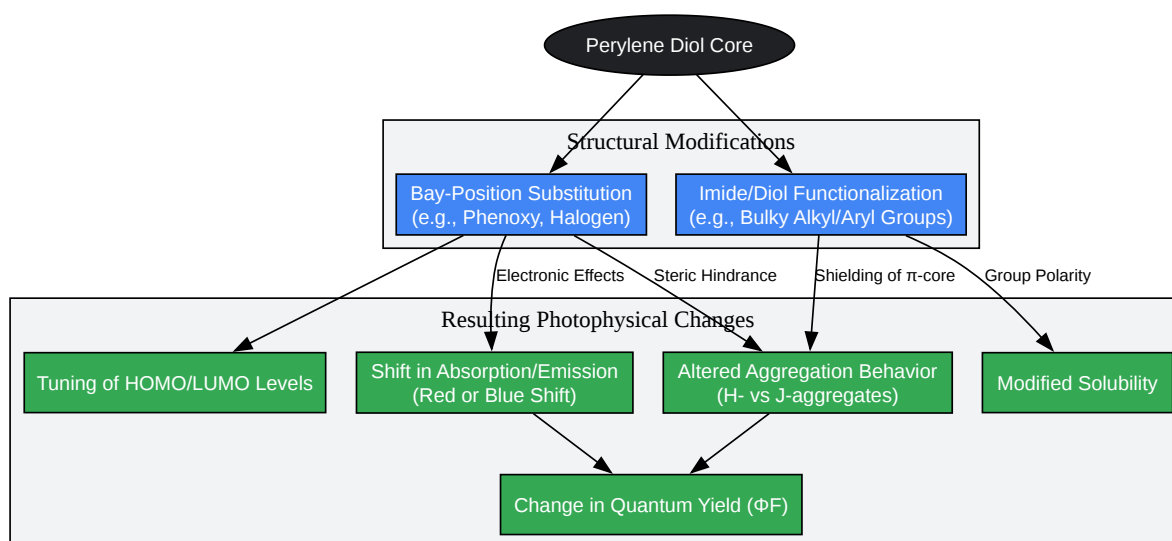 Perylene Diol Core
Structural Modifications
Bay-Position Substitution
(e.g., Phenoxy, Halogen)
Imide/Diol Functionalization
(e.g., Bulky Alkyl/Aryl Groups)
Electronic Effects
Steric Hindrance
Shielding of π-core
Group Polarity
Resulting Photophysical Changes
Tuning of HOMO/LUMO Levels
Shift in Absorption/Emission
(Red or Blue Shift)
Altered Aggregation Behavior
(H- vs J-aggregates)
Modified Solubility
Change in Quantum Yield (ΦF)